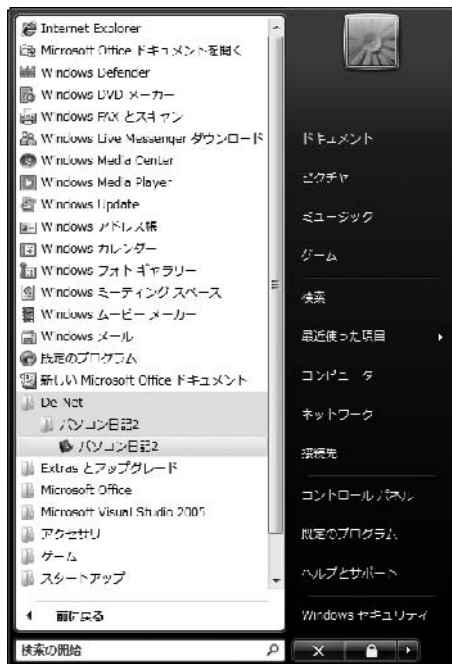 Internet Explorer
Microsoft Office ドキュメントを開く
Windows Defender
Windows DVD メーカー
Windows FAX とスキャン
Windows Live Messenger ダウンロード
Windows Media Center
Windows Media Player
Windows Update
Windows アドレス帳
Windows カレンダー
Windows フォト ギャラリー
Windows ミーティング スペース
Windows ムービー メーカー
Windows メール
既定のプログラム
新しい Microsoft Office ドキュメント
De-Net
パソコン日記2
パソコン日記2
Extras とアップグレード
Microsoft Office
Microsoft Visual Studio 2005
アクセサリ
ゲーム
スタートアップ
前に戻る
検索の開始
ドキュメント
ピクチャ
ミュージック
ゲーム
検索
最近使った項目
コンピュータ
ネットワーク
接続先
コントロール パネル
既定のプログラム
ヘルプとサポート
Windows セキュリティ